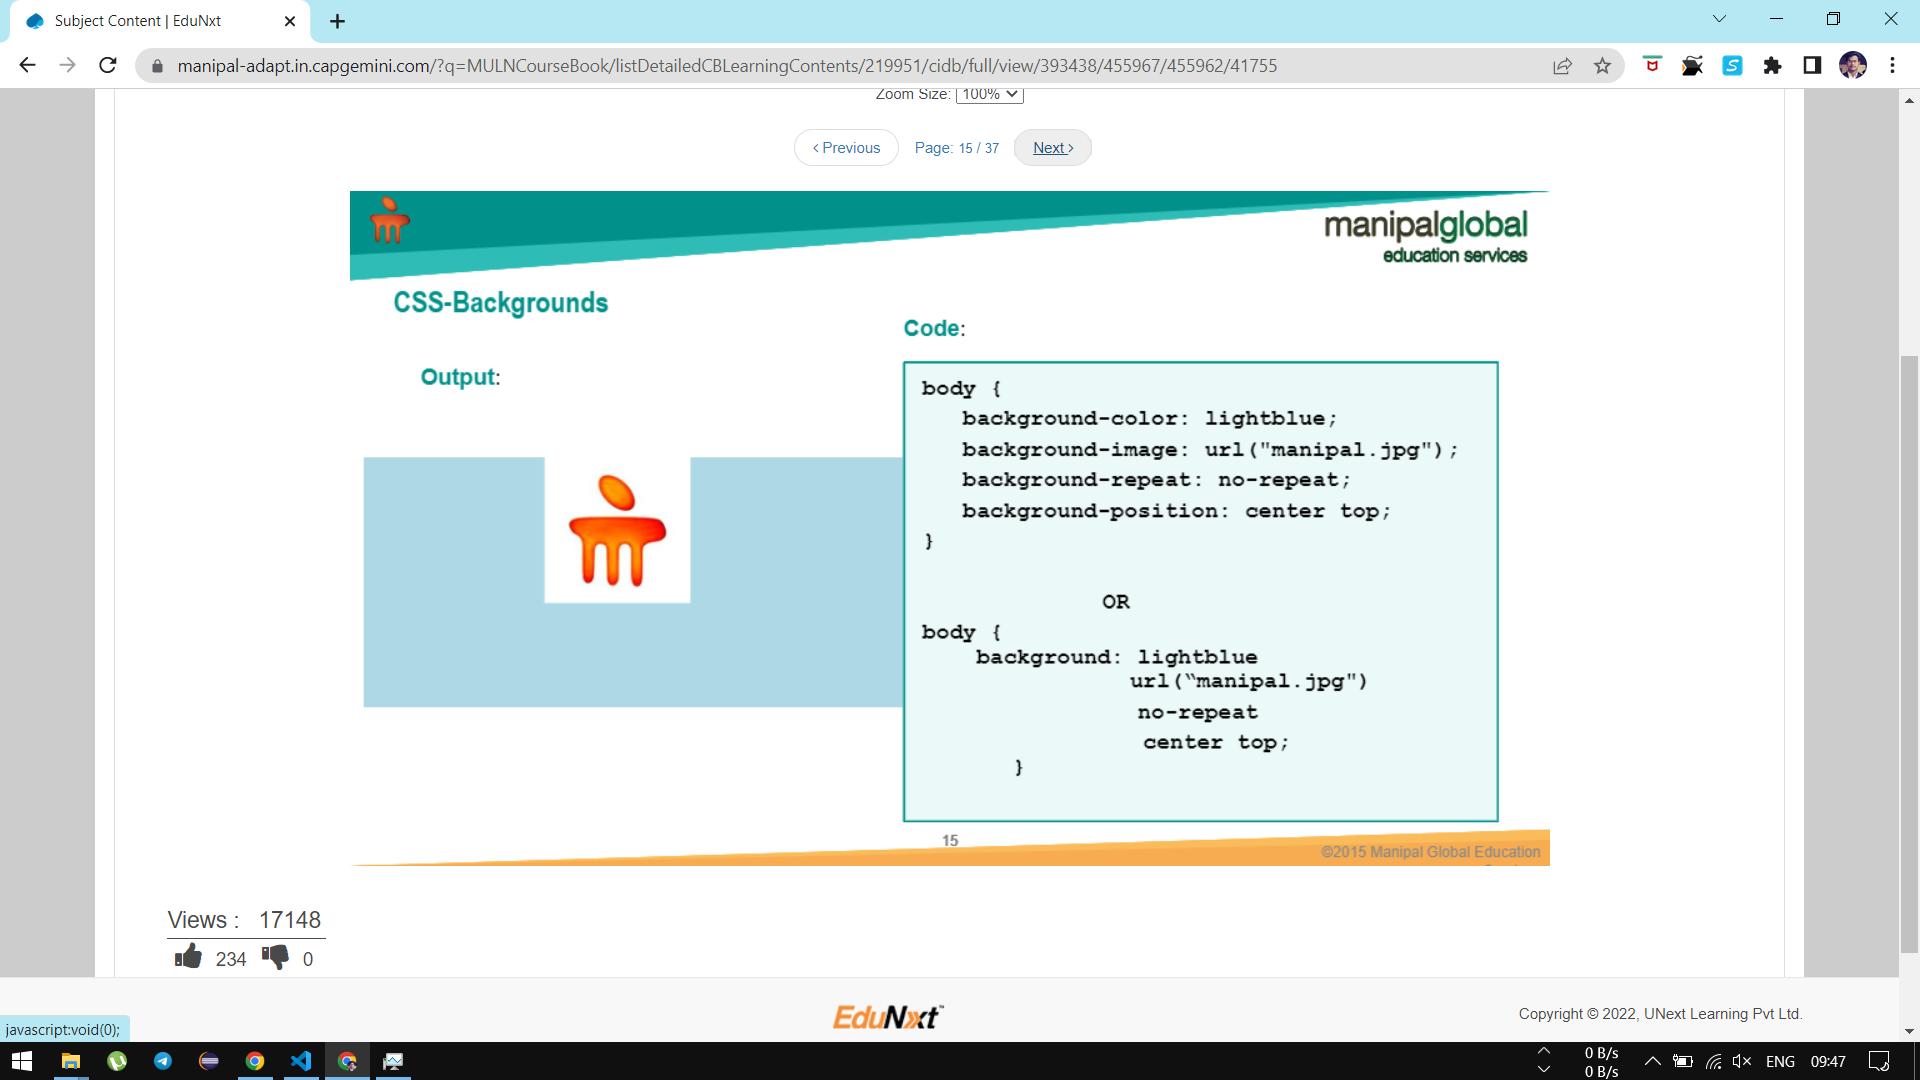 Subject Content | EduNxt
manipal-adapt.in.capgemini.com/?q=MULNCourseBook/listDetailedCBLearningContents/219951/cidb/full/view/393438/455967/455962/41755
Zoom Size: 100%
‹ Previous Page: 15 / 37 Next ›
manipalglobal
education services
CSS-Backgrounds
Code:
Output:
body {
background-color: lightblue;
background-image: url("manipal.jpg");
background-repeat: no-repeat;
background-position: center top;
}
OR
body {
background: lightblue
url(“manipal.jpg")
no-repeat
center top;
}
15
©2015 Manipal Global Education
Views : 17148
234 0
EduNxt™
Copyright © 2022, UNext Learning Pvt Ltd.
javascript:void(0);
0 B/s
0 B/s
ENG 09:47